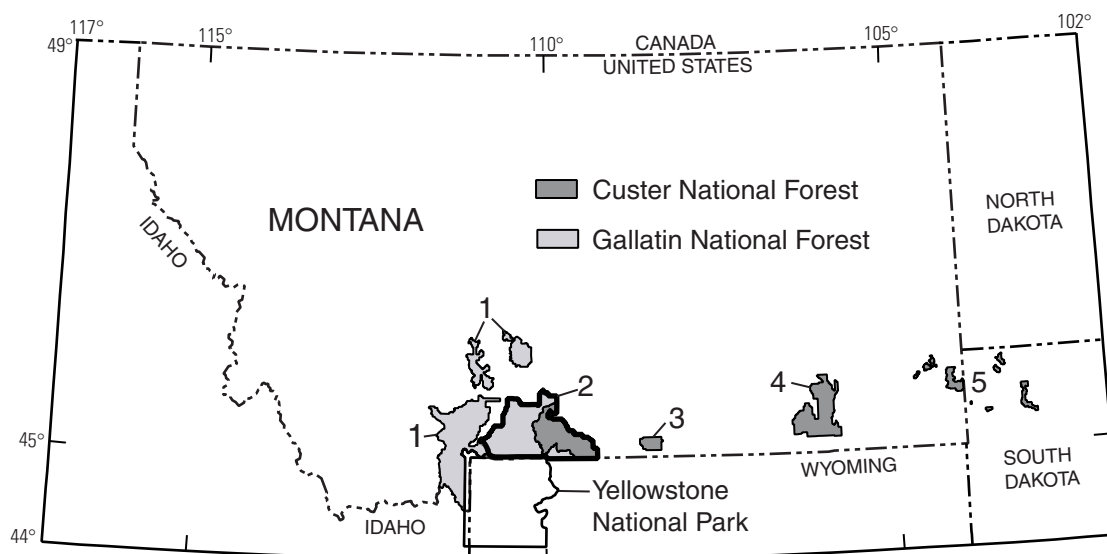 117°
49°
115°
110°
CANADA
UNITED STATES
105°
102°
Custer National Forest
Gallatin National Forest
MONTANA
IDAHO
NORTH
DAKOTA
1
2
3
4
5
1
45°
WYOMING
SOUTH
DAKOTA
Yellowstone
National Park
IDAHO
44°